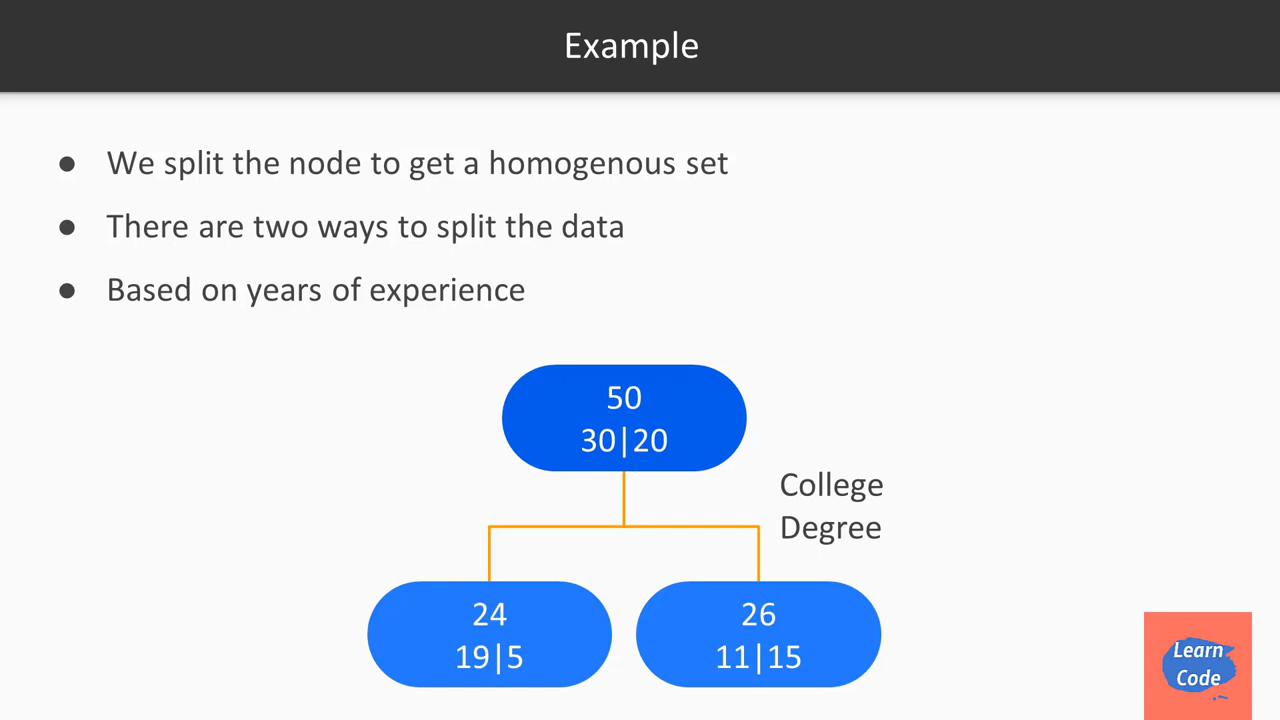 Example
● We split the node to get a homogenous set
● There are two ways to split the data
● Based on years of experience
50
30|20
College
Degree
24
19|5
26
11|15
Learn
Code